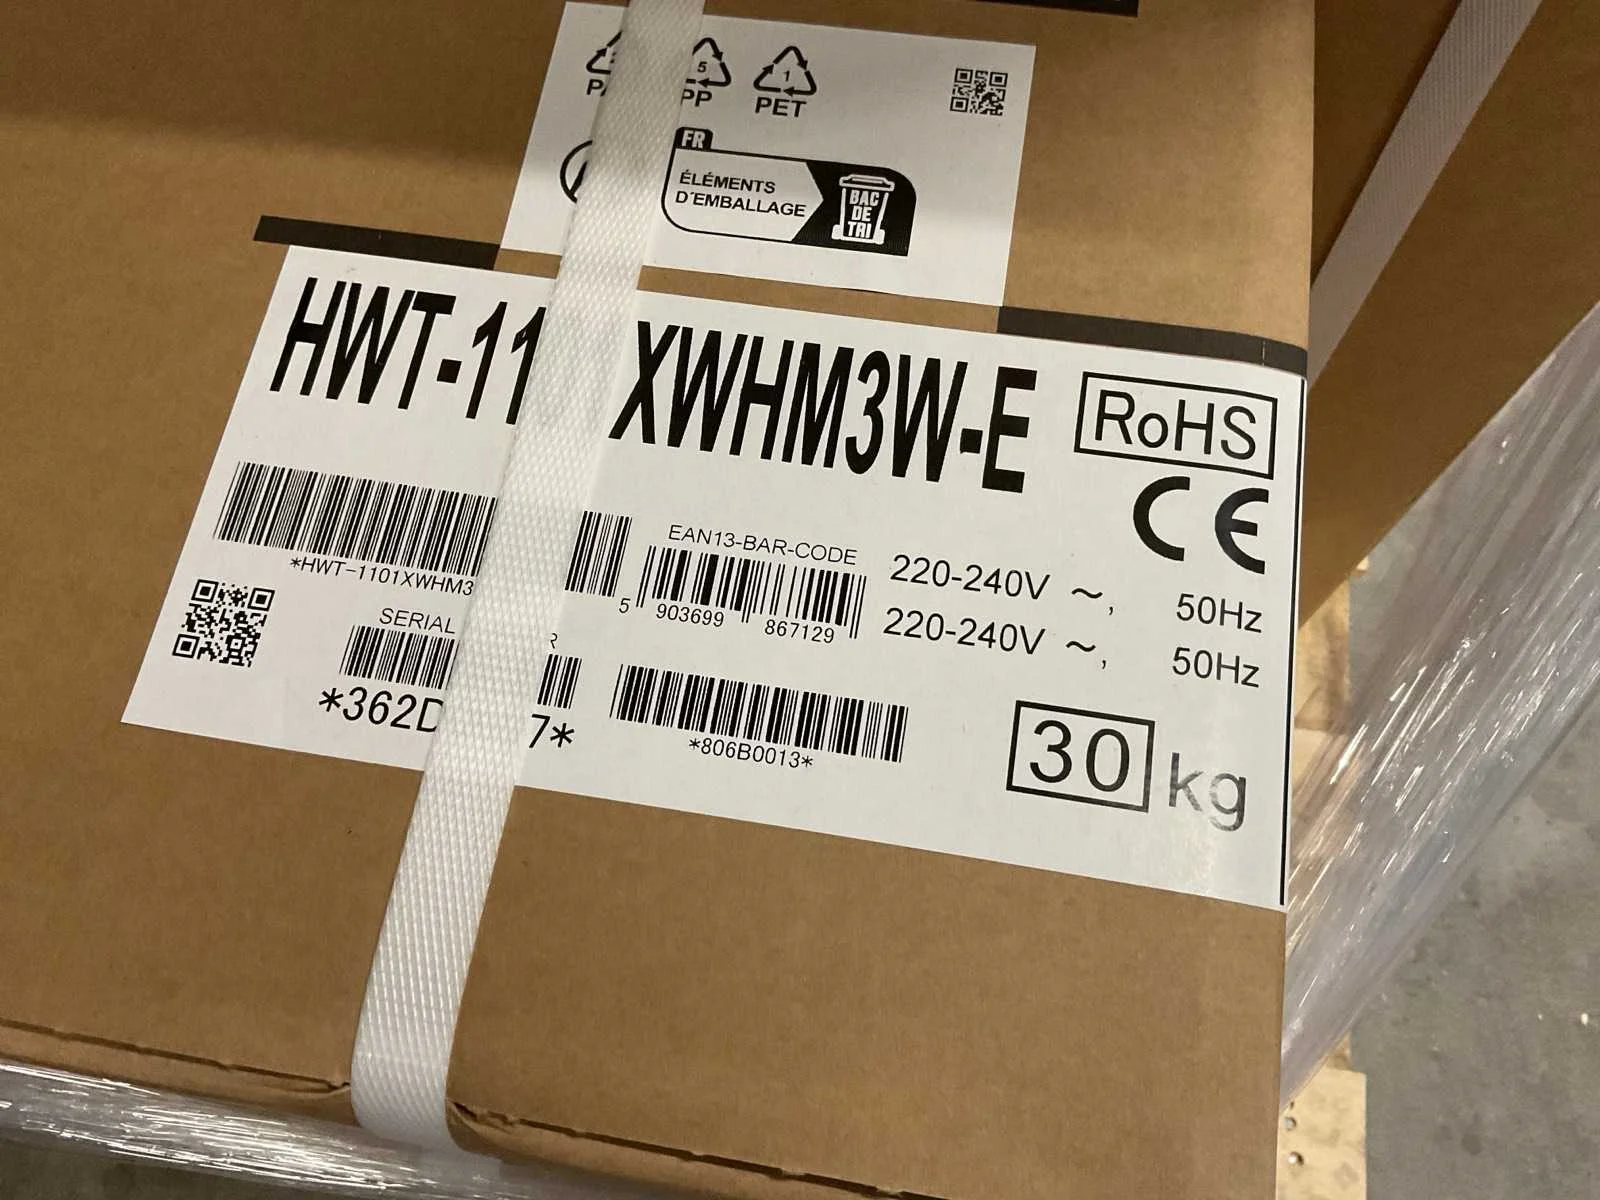 5 1
PP PET
FR
ÉLÉMENTS
D'EMBALLAGE
BAC
DE
TRI
HWT-11 XWHM3W-E
RoHS
CE
*HWT-1101XWHM3
EAN13-BAR-CODE
5 903699 867129
220-240V ~, 50Hz
220-240V ~, 50Hz
SERIAL
*362D 7*
*806B0013*
30 kg